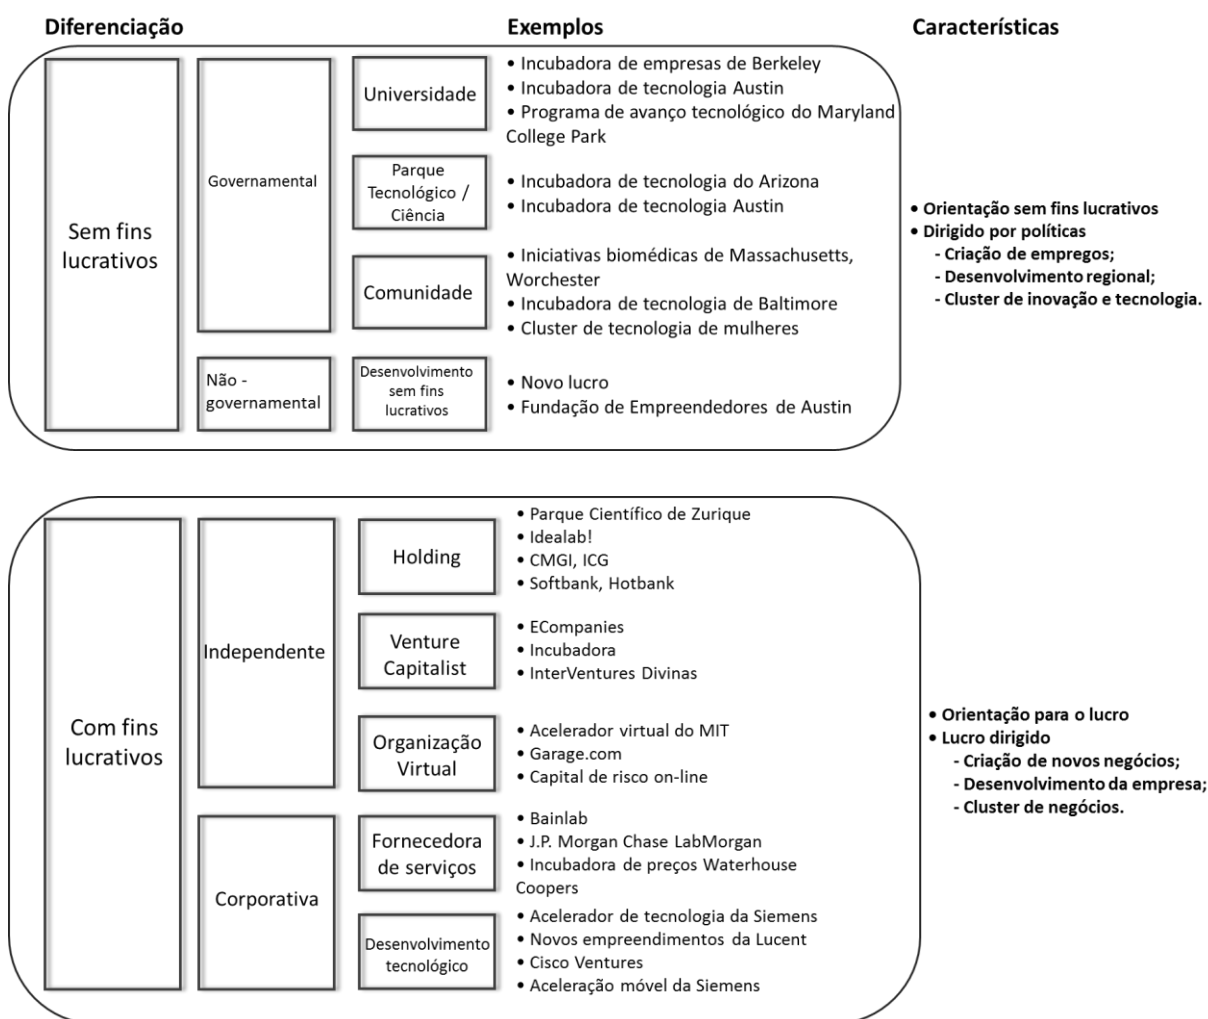 Diferenciação
Exemplos
Características
Sem fins
lucrativos
Governamental
Universidade
• Incubadora de empresas de Berkeley
• Incubadora de tecnologia Austin
• Programa de avanço tecnológico do Maryland
College Park
Parque
Tecnológico /
Ciência
• Incubadora de tecnologia do Arizona
• Incubadora de tecnologia Austin
Comunidade
• Iniciativas biomédicas de Massachusetts,
Worchester
• Incubadora de tecnologia de Baltimore
• Cluster de tecnologia de mulheres
Não -
governamental
Desenvolvimento
sem fins
lucrativos
• Novo lucro
• Fundação de Empreendedores de Austin
• Orientação sem fins lucrativos
• Dirigido por políticas
- Criação de empregos;
- Desenvolvimento regional;
- Cluster de inovação e tecnologia.
Com fins
lucrativos
Independente
Holding
• Parque Científico de Zurique
• Idealab!
• CMGI, ICG
• Softbank, Hotbank
Venture
Capitalist
• ECompanies
• Incubadora
• InterVentures Divinas
Organização
Virtual
• Acelerador virtual do MIT
• Garage.com
• Capital de risco on-line
Corporativa
Fornecedora
de serviços
• Bainlab
• J.P. Morgan Chase LabMorgan
• Incubadora de preços Waterhouse
Coopers
Desenvolvimento
tecnológico
• Acelerador de tecnologia da Siemens
• Novos empreendimentos da Lucent
• Cisco Ventures
• Aceleração móvel da Siemens
• Orientação para o lucro
• Lucro dirigido
- Criação de novos negócios;
- Desenvolvimento da empresa;
- Cluster de negócios.